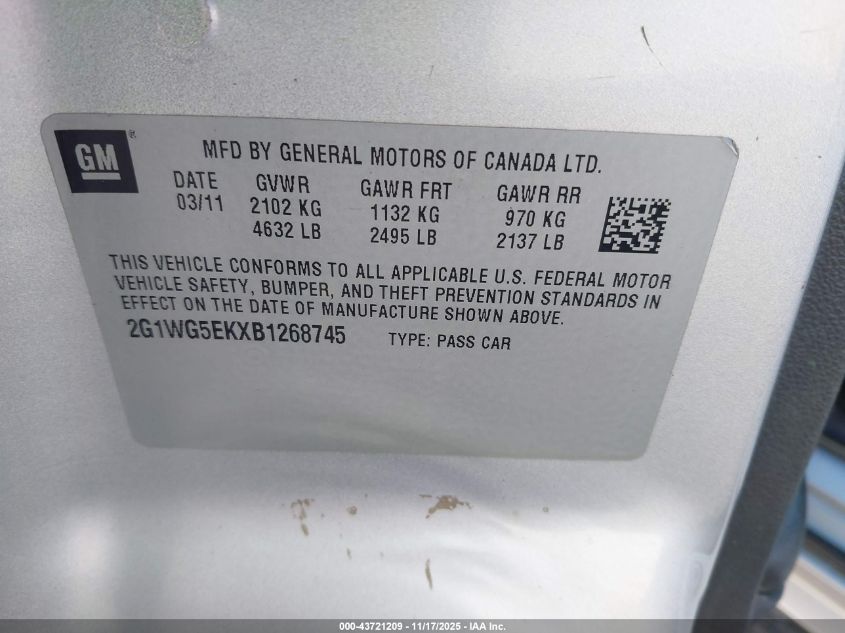 GM ®
MFD BY GENERAL MOTORS OF CANADA LTD.
DATE GVWR GAWR FRT GAWR RR
03/11 2102 KG 1132 KG 970 KG
4632 LB 2495 LB 2137 LB
THIS VEHICLE CONFORMS TO ALL APPLICABLE U.S. FEDERAL MOTOR
VEHICLE SAFETY, BUMPER, AND THEFT PREVENTION STANDARDS IN
EFFECT ON THE DATE OF MANUFACTURE SHOWN ABOVE.
2G1WG5EKXB1268745 TYPE: PASS CAR
000-43721209 - 11/17/2025 - IAA Inc.